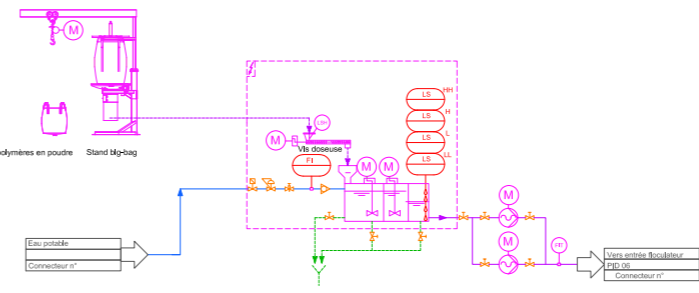 M
LS HH
LS H
LS L
LS LL
LSH
M
Vis doseuse
FI
M M
olymères en poudre
Stand big-bag
M
M
FIT
Eau potable
Connecteur n°
Vers entrée floculateur
PID 06
Connecteur n°